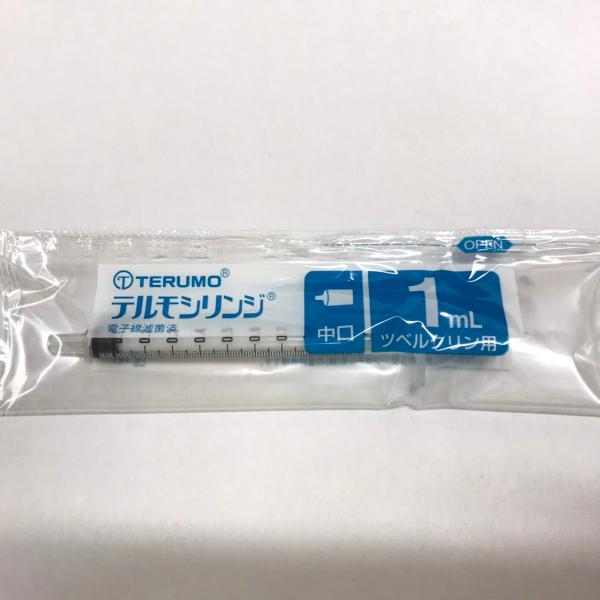 OPEN
TERUMO®
テルモシリンジ®
電子線滅菌済
中口
1mL
ツベルクリン用